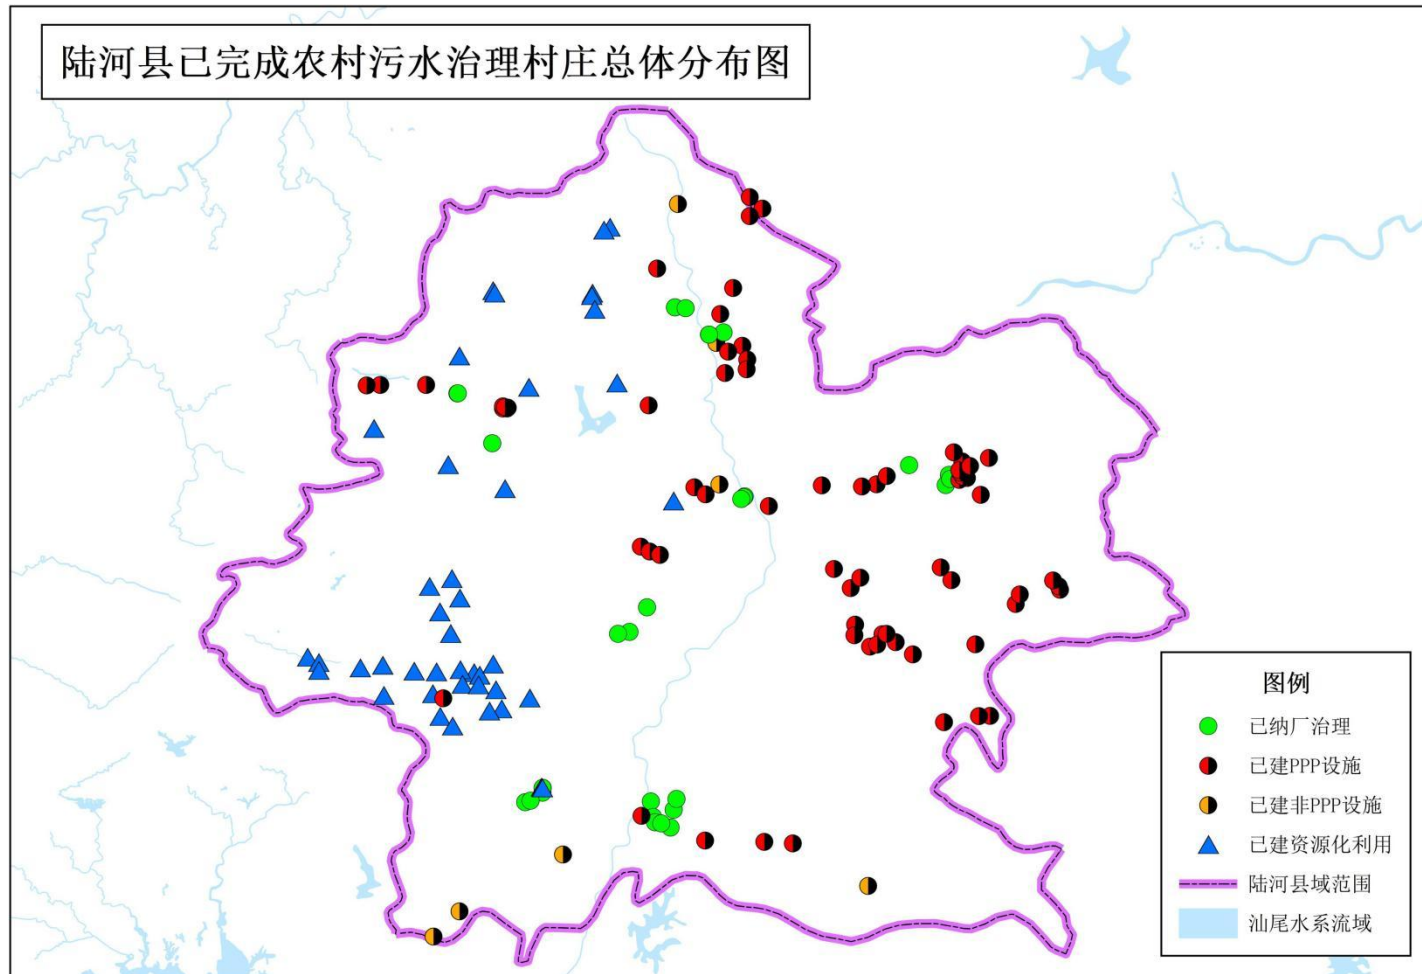 陆河县已完成农村污水治理村庄总体分布图
图例
已纳厂治理
已建PPP设施
已建非PPP设施
已建资源化利用
陆河县域范围
汕尾水系流域